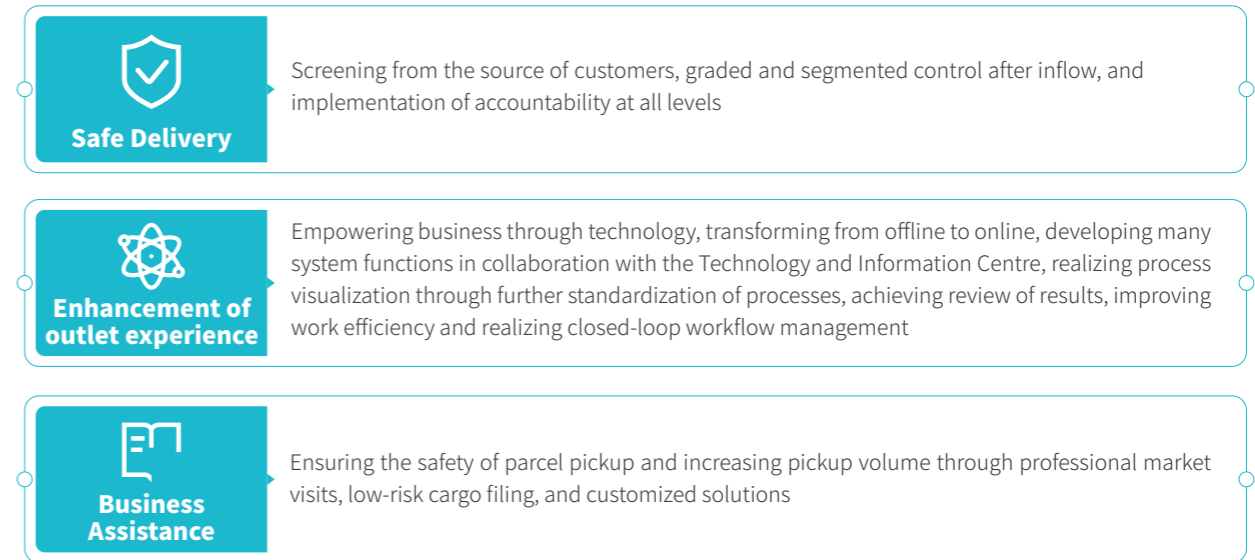 Safe Delivery
Screening from the source of customers, graded and segmented control after inflow, and
implementation of accountability at all levels
Enhancement of
outlet experience
Empowering business through technology, transforming from offline to online, developing many
system functions in collaboration with the Technology and Information Centre, realizing process
visualization through further standardization of processes, achieving review of results, improving
work efficiency and realizing closed-loop workflow management
Business
Assistance
Ensuring the safety of parcel pickup and increasing pickup volume through professional market
visits, low-risk cargo filing, and customized solutions